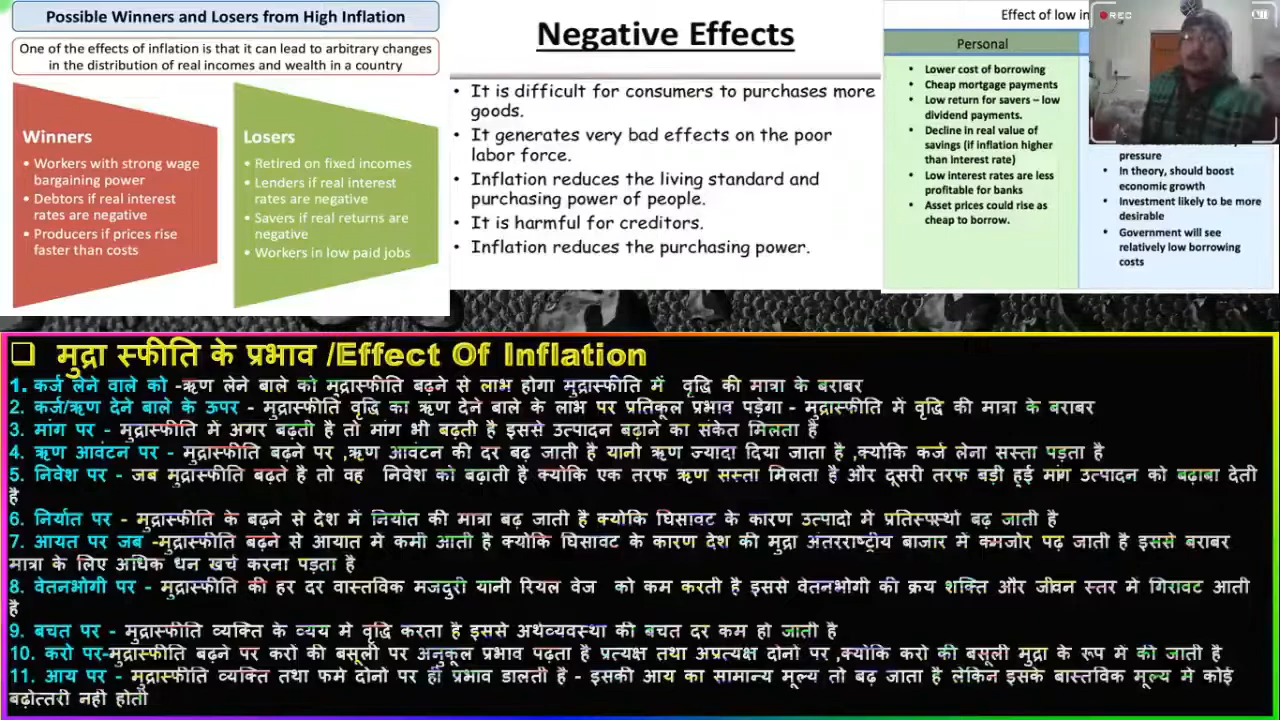 Possible Winners and Losers from High Inflation
One of the effects of inflation is that it can lead to arbitrary changes
in the distribution of real incomes and wealth in a country
Winners
• Workers with strong wage
bargaining power
• Debtors if real interest
rates are negative
• Producers if prices rise
faster than costs
Losers
• Retired on fixed incomes
• Lenders if real interest
rates are negative
• Savers if real returns are
negative
• Workers in low paid jobs
Negative Effects
• It is difficult for consumers to purchases more
goods.
• It generates very bad effects on the poor
labor force.
• Inflation reduces the living standard and
purchasing power of people.
• It is harmful for creditors.
• Inflation reduces the purchasing power.
Effect of low in
Personal
• Lower cost of borrowing
• Cheap mortgage payments
• Low return for savers – low
dividend payments.
• Decline in real value of
savings (if inflation higher
than interest rate)
• Low interest rates are less
profitable for banks
• Asset prices could rise as
cheap to borrow.
REC
pressure
• In theory, should boost
economic growth
• Investment likely to be more
desirable
• Government will see
relatively low borrowing
costs
❑ मुद्रा स्फीति के प्रभाव /Effect Of Inflation
1. कर्ज लेने वाले को -ऋण लेने बाले को मुद्रास्फीति बढ़ने से लाभ होगा मुद्रास्फीति में वृद्धि की मात्रा के बराबर
2. कर्ज/ऋण देने बाले के ऊपर - मुद्रास्फीति वृद्धि का ऋण देने बाले के लाभ पर प्रतिकूल प्रभाव पड़ेगा - मुद्रास्फीति में वृद्धि की मात्रा के बराबर
3. मांग पर - मुद्रास्फीति में अगर बढ़ती है तो मांग भी बढ़ती है इससे उत्पादन बढ़ाने का संकेत मिलता है
4. ऋण आवंटन पर - मुद्रास्फीति बढ़ने पर ,ऋण आवंटन की दर बढ़ जाती है यानी ऋण ज्यादा दिया जाता है ,क्योकि कर्ज लेना सस्ता पड़ता है
5. निवेश पर - जब मुद्रास्फीति बढ़ते है तो वह निवेश को बढ़ाती है क्योकि एक तरफ ऋण सस्ता मिलता है और दूसरी तरफ बड़ी हुई मांग उत्पादन को बढ़ाबा देती
है
6. निर्यात पर - मुद्रास्फीति के बढ़ने से देश में निर्यात की मात्रा बढ़ जाती है क्योकि घिसावट के कारण उत्पादो में प्रतिस्पर्स्था बढ़ जाती है
7. आयत पर जब -मुद्रास्फीति बढ़ने से आयात में कमी आती है क्योकि घिसावट के कारण देश की मुद्रा अंतरराष्ट्रीय बाजार में कमजोर पढ़ जाती है इससे बराबर
मात्रा के लिए अधिक धन खर्च करना पड़ता है
8. वेतनभोगी पर - मुद्रास्फीति की हर दर वास्तविक मजदुरी यानी रियल वेज को कम करती है इससे वेतनभोगी की क्रय शक्ति और जीवन स्तर में गिरावट आती
है
9. बचत पर - मुद्रास्फीति व्यक्ति के व्यय मे वृद्धि करता है इससे अर्थव्यवस्था की बचत दर कम हो जाती है
10. करो पर-मुद्रास्फीति बढ़ने पर करों की बसूली पर अनुकूल प्रभाव पढ़ता है प्रत्यक्ष तथा अप्रत्यक्ष दोनो पर ,क्योकि करों की बसूली मुद्रा के रूप में की जाती है
11. आय पर - मुद्रास्फीति व्यक्ति तथा फर्म दोनो पर ही प्रभाव डालती है - इसकी आय का सामान्य मूल्य तो बढ़ जाता है लेकिन इसके बास्तविक मूल्य मे कोई
बढ़ोत्तरी नही होती